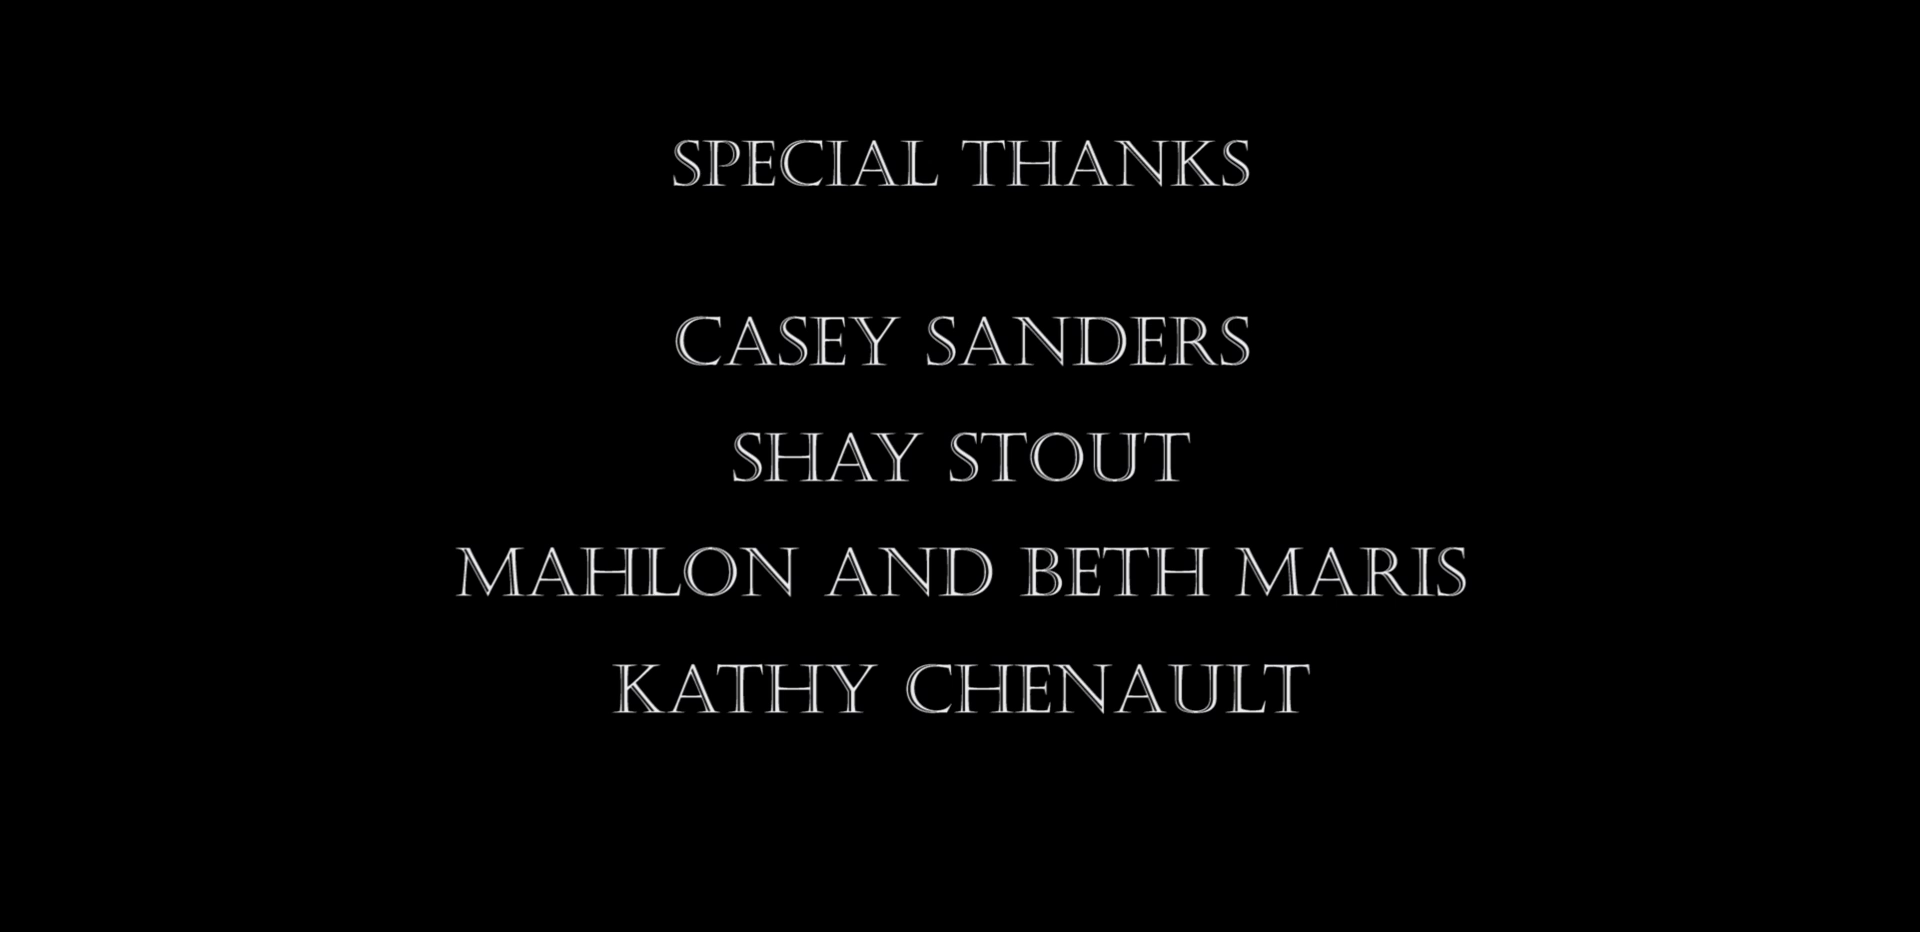 SPECIAL THANKS
CASEY SANDERS
SHAY STOUT
MAHLON AND BETH MARIS
KATHY CHENAULT